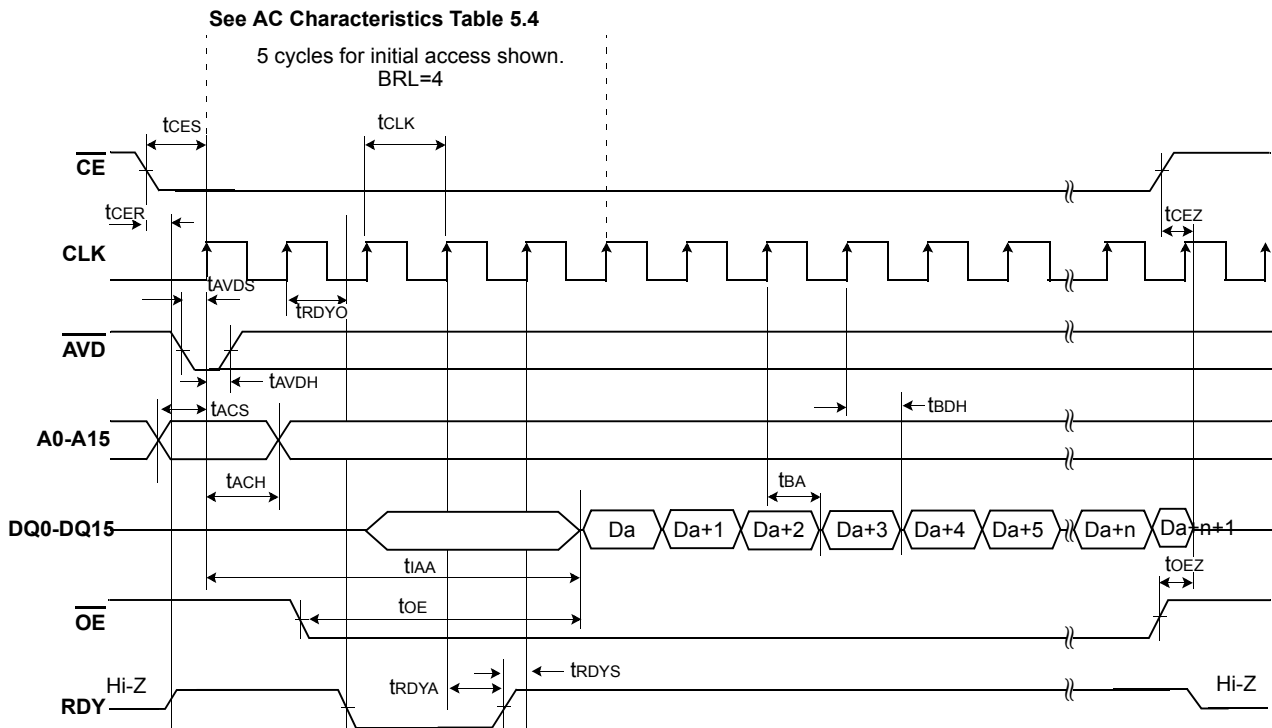 See AC Characteristics Table 5.4
5 cycles for initial access shown.
BRL=4
tCES
tCLK
CE
tCER
tCEZ
CLK
tAVDS
tRDYO
AVD
tAVDH
tACS
tBDH
A0-A15
tACH
tBA
DQ0-DQ15
Da
Da+1
Da+2
Da+3
Da+4
Da+5
Da+n
Da+n+1
tIAA
tOEZ
tOE
OE
tRDYS
tRDYA
Hi-Z
Hi-Z
RDY